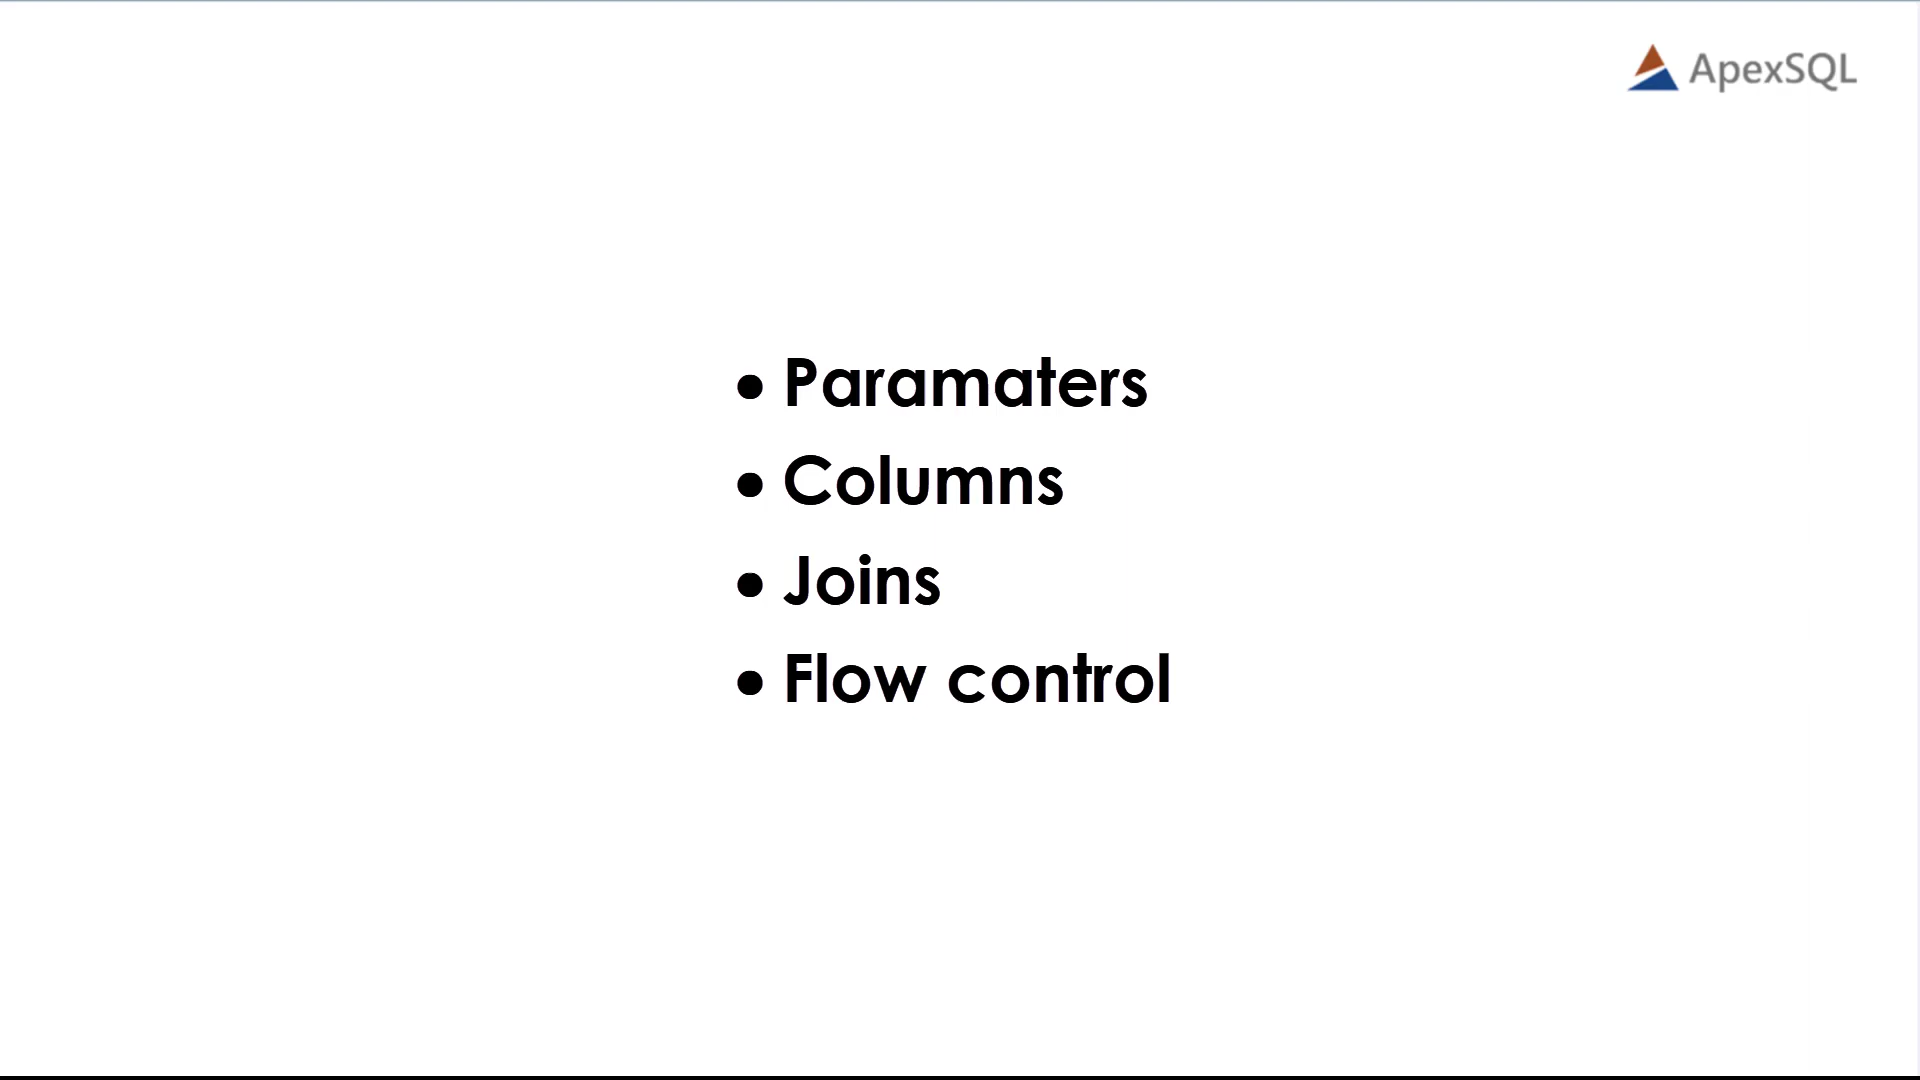 ApexSQL
• Paramaters
• Columns
• Joins
• Flow control